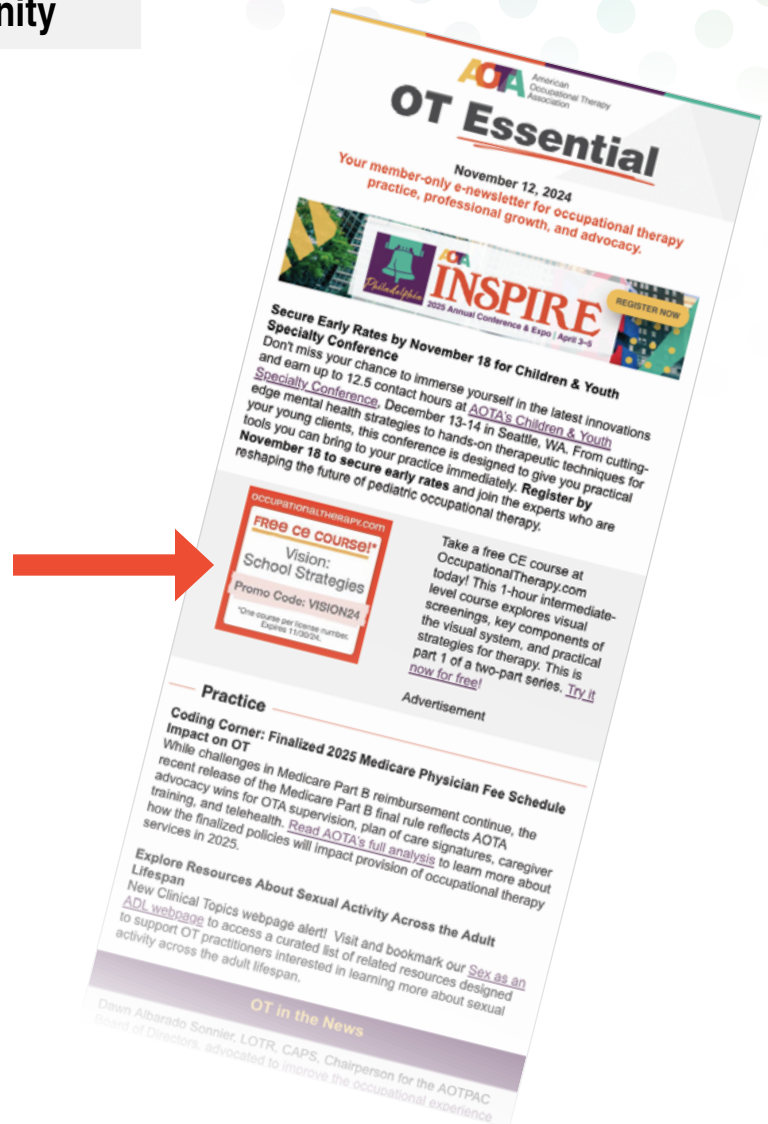 nity
AOTA American
Occupational Therapy
Association
OT Essential
November 12, 2024
Your member-only e-newsletter for occupational therapy
practice, professional growth, and advocacy.
Philadelphia
AOTA
INSPIRE
2025 Annual Conference & Expo | April 3–5
REGISTER NOW
Secure Early Rates by November 18 for Children & Youth
Specialty Conference
Don't miss your chance to immerse yourself in the latest innovations
and earn up to 12.5 contact hours at AOTA's Children & Youth
Specialty Conference, December 13-14 in Seattle, WA. From cutting-
edge mental health strategies to hands-on therapeutic techniques for
your young clients, this conference is designed to give you practical
tools you can bring to your practice immediately. Register by
November 18 to secure early rates and join the experts who are
reshaping the future of pediatric occupational therapy.
OCCUPATIONALTHERAPY.com
FREE CE COURSE!*
Vision:
School Strategies
Promo Code: VISION24
*One course per license number.
Expires 11/30/24.
Take a free CE course at
OccupationalTherapy.com
today! This 1-hour intermediate-
level course explores visual
screenings, key components of
the visual system, and practical
strategies for therapy. This is
part 1 of a two-part series. Try it
now for free!
Advertisement
Practice
Coding Corner: Finalized 2025 Medicare Physician Fee Schedule
Impact on OT
While challenges in Medicare Part B reimbursement continue, the
recent release of the Medicare Part B final rule reflects AOTA
advocacy wins for OTA supervision, plan of care signatures, caregiver
training, and telehealth. Read AOTA's full analysis to learn more about
how the finalized policies will impact provision of occupational therapy
services in 2025.
Explore Resources About Sexual Activity Across the Adult
Lifespan
New Clinical Topics webpage alert! Visit and bookmark our Sex as an
ADL webpage to access a curated list of related resources designed
to support OT practitioners interested in learning more about sexual
activity across the adult lifespan.
OT in the News
Dawn Albarado Sonnier, LOTR, CAPS, Chairperson for the AOTPAC
Board of Directors, advocated to improve the occupational experience